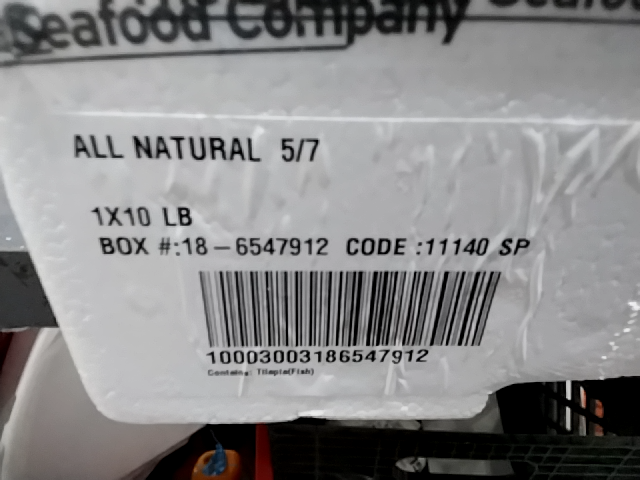 Seafood Company
ALL NATURAL 5/7
1X10 LB
BOX #:18-6547912 CODE :11140 SP
10003003186547912
Contains: Tilapia(Fish)